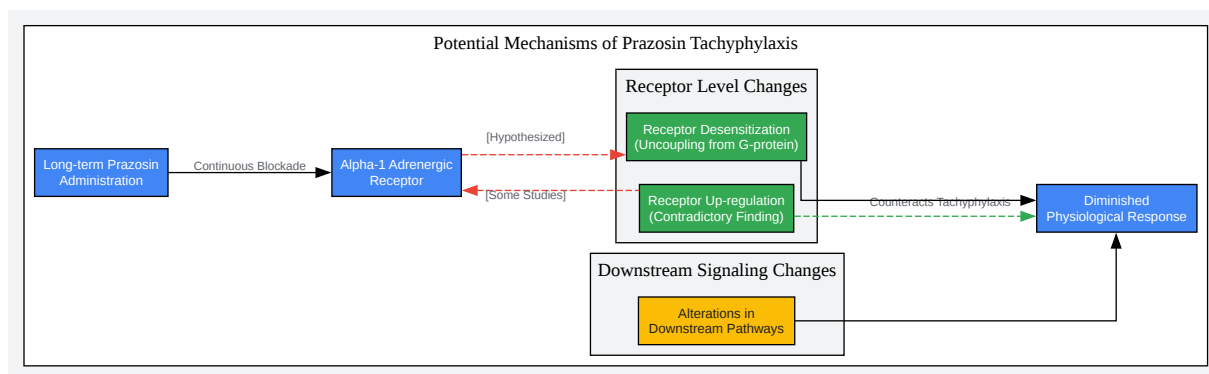 Potential Mechanisms of Prazosin Tachyphylaxis
Receptor Level Changes
Receptor Desensitization
(Uncoupling from G-protein)
[Hypothesized]
Long-term Prazosin
Administration
Continuous Blockade
Alpha-1 Adrenergic
Receptor
[Some Studies]
Receptor Up-regulation
(Contradictory Finding)
Counteracts Tachyphylaxis
Diminished
Physiological Response
Downstream Signaling Changes
Alterations in
Downstream Pathways